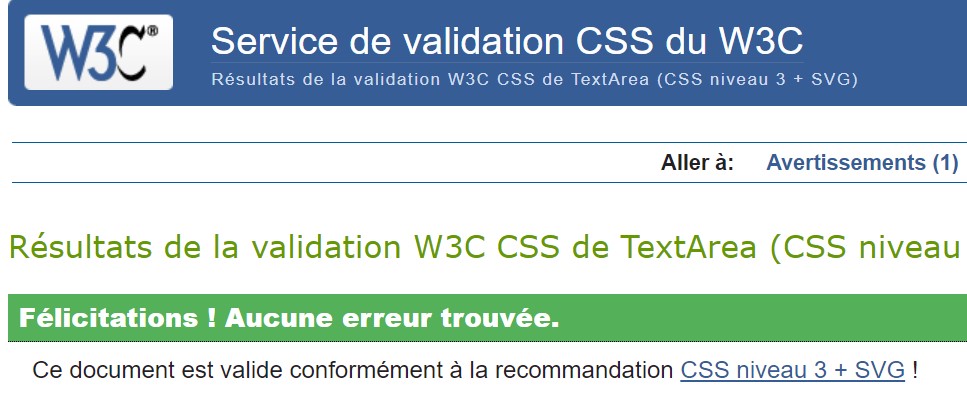 W3C®
Service de validation CSS du W3C
Résultats de la validation W3C CSS de TextArea (CSS niveau 3 + SVG)
Aller à: Avertissements (1)
Résultats de la validation W3C CSS de TextArea (CSS niveau
Félicitations ! Aucune erreur trouvée.
Ce document est valide conformément à la recommandation CSS niveau 3 + SVG !